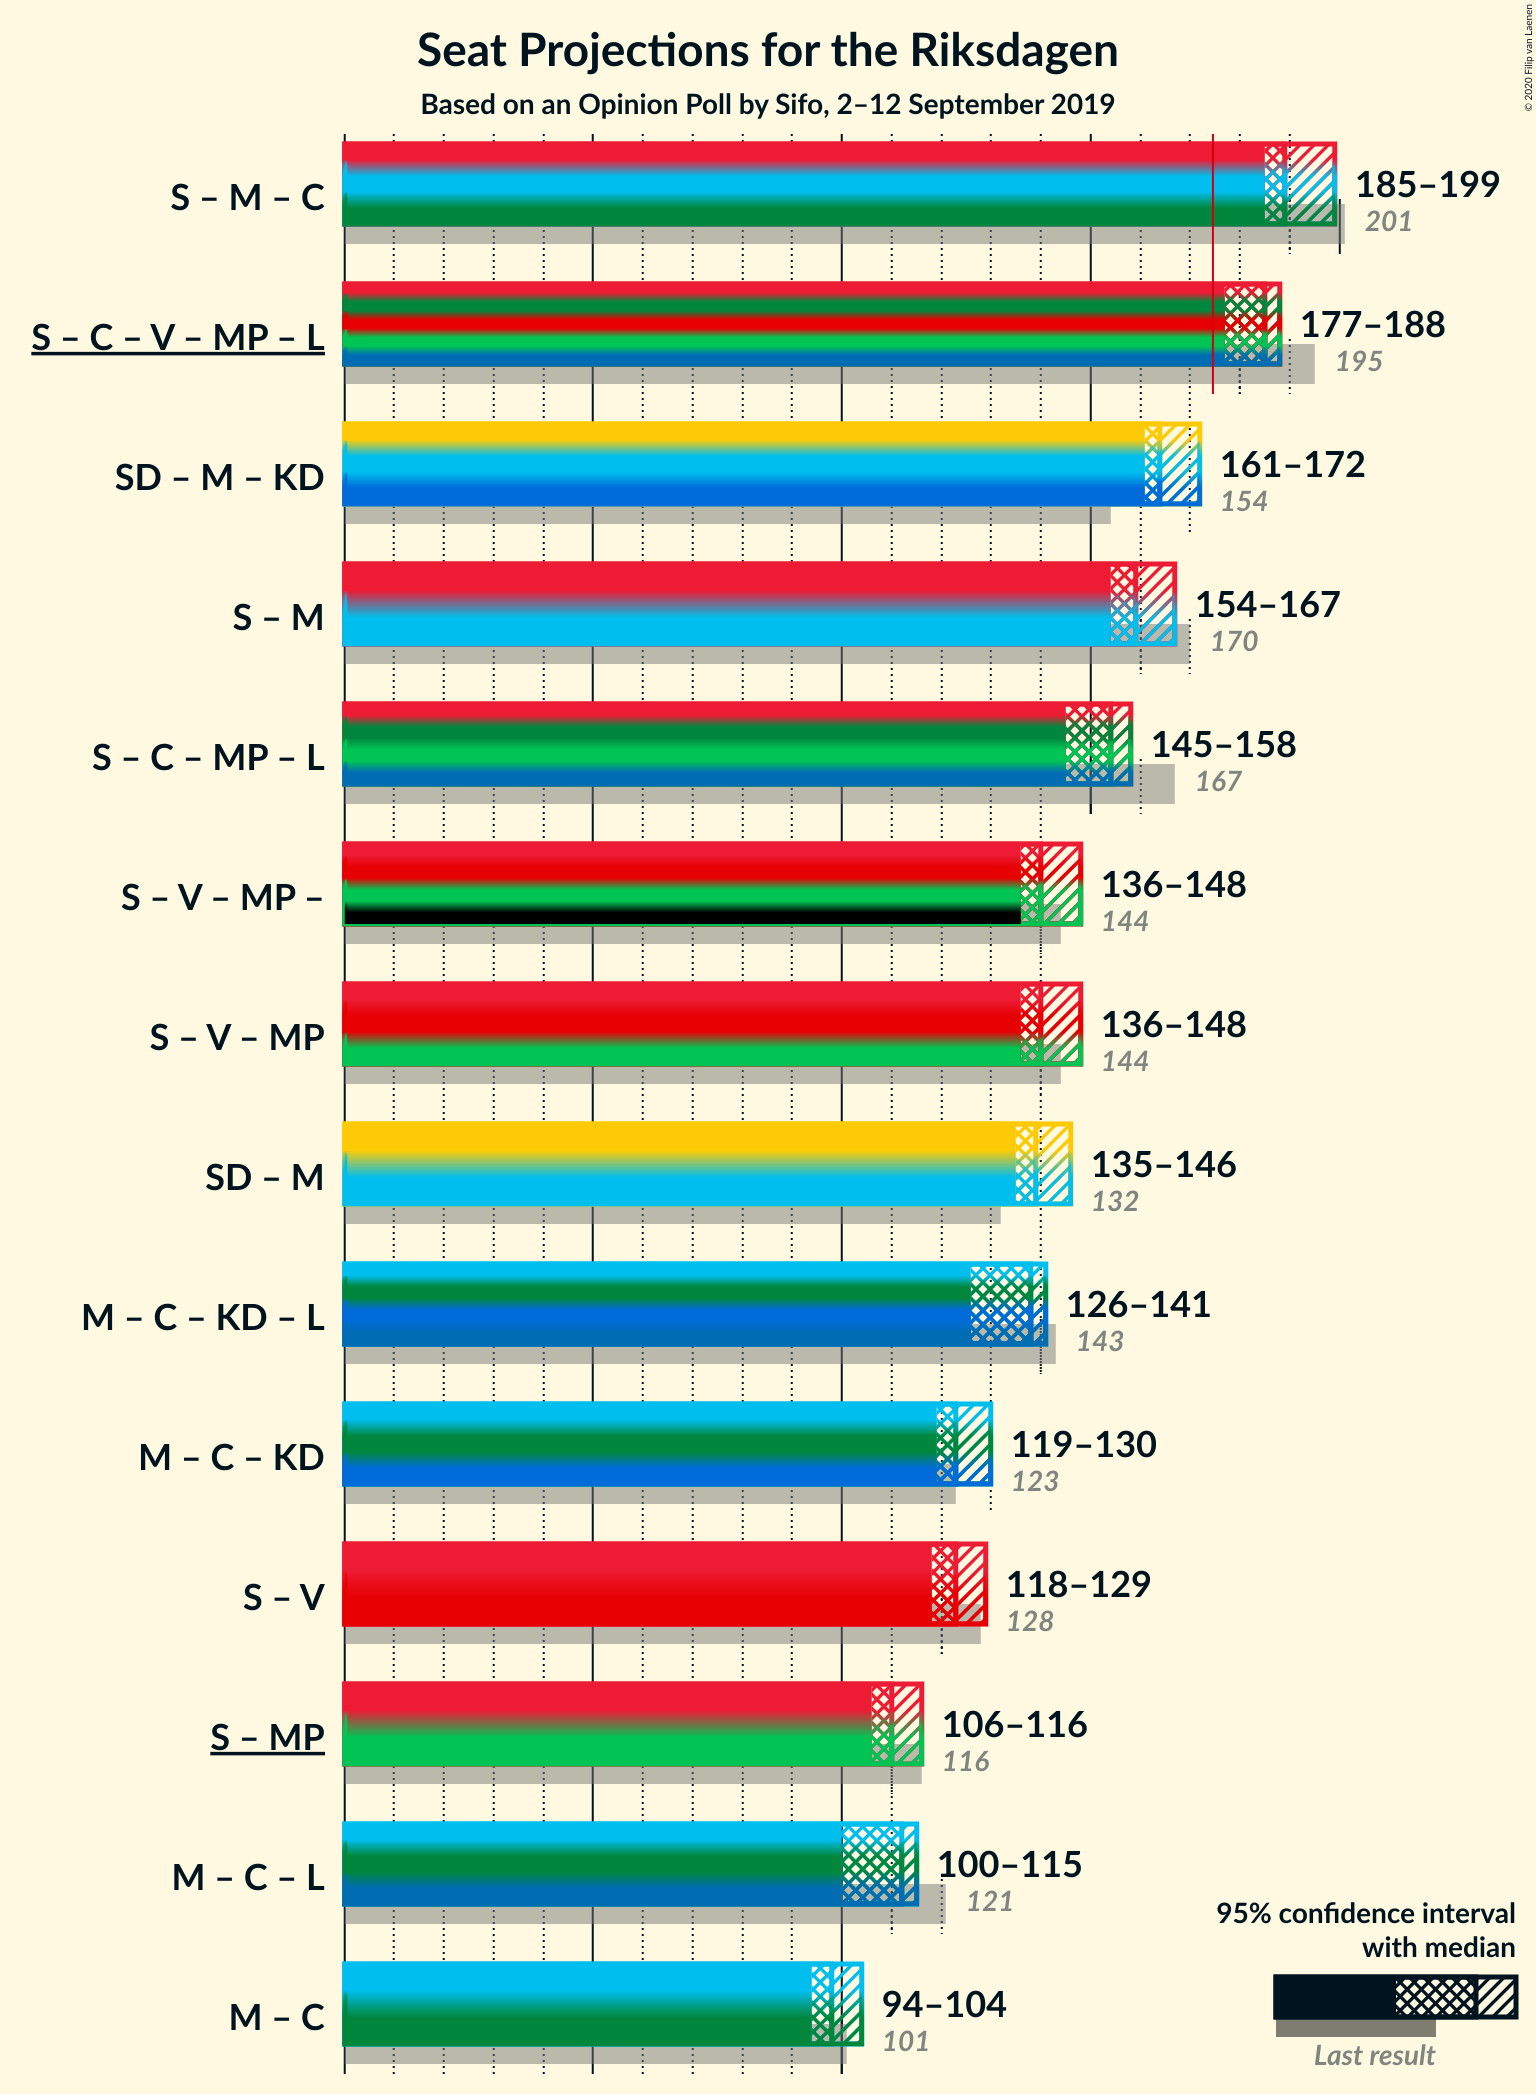 Seat Projections for the Riksdagen
Based on an Opinion Poll by Sifo, 2–12 September 2019
© 2020 Filip van Laenen
S – M – C
185–199
201
S – C – V – MP – L
177–188
195
SD – M – KD
161–172
154
S – M
154–167
170
S – C – MP – L
145–158
167
S – V – MP –
136–148
144
S – V – MP
136–148
144
SD – M
135–146
132
M – C – KD – L
126–141
143
M – C – KD
119–130
123
S – V
118–129
128
S – MP
106–116
116
M – C – L
100–115
121
M – C
94–104
101
95% confidence interval
with median
Last result